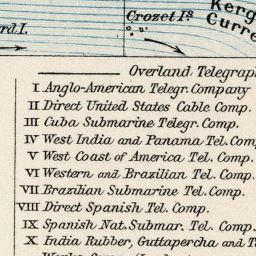 Kerg
Crozet Is
Curre
rd I.
Overland Telegraph
I Anglo-American Telegr. Company
II Direct United States Cable Comp.
III Cuba Submarine Telegr. Comp.
IV West India and Panama Tel. Com
V West Coast of America Tel. Comp.
VI Western and Brazilian Tel. Comp.
VII Brazilian Submarine Tel. Comp.
VIII Direct Spanish Tel. Comp.
IX Spanish Nat. Submar. Tel. Comp.
X India Rubber, Guttapercha and T